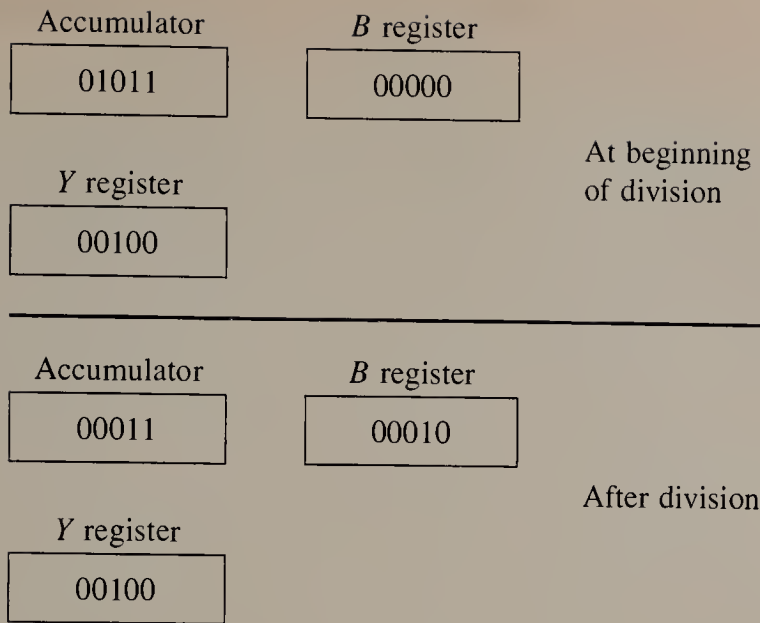 Accumulator
B register
01011
00000
At beginning
of division
Y register
00100
Accumulator
B register
00011
00010
After division
Y register
00100